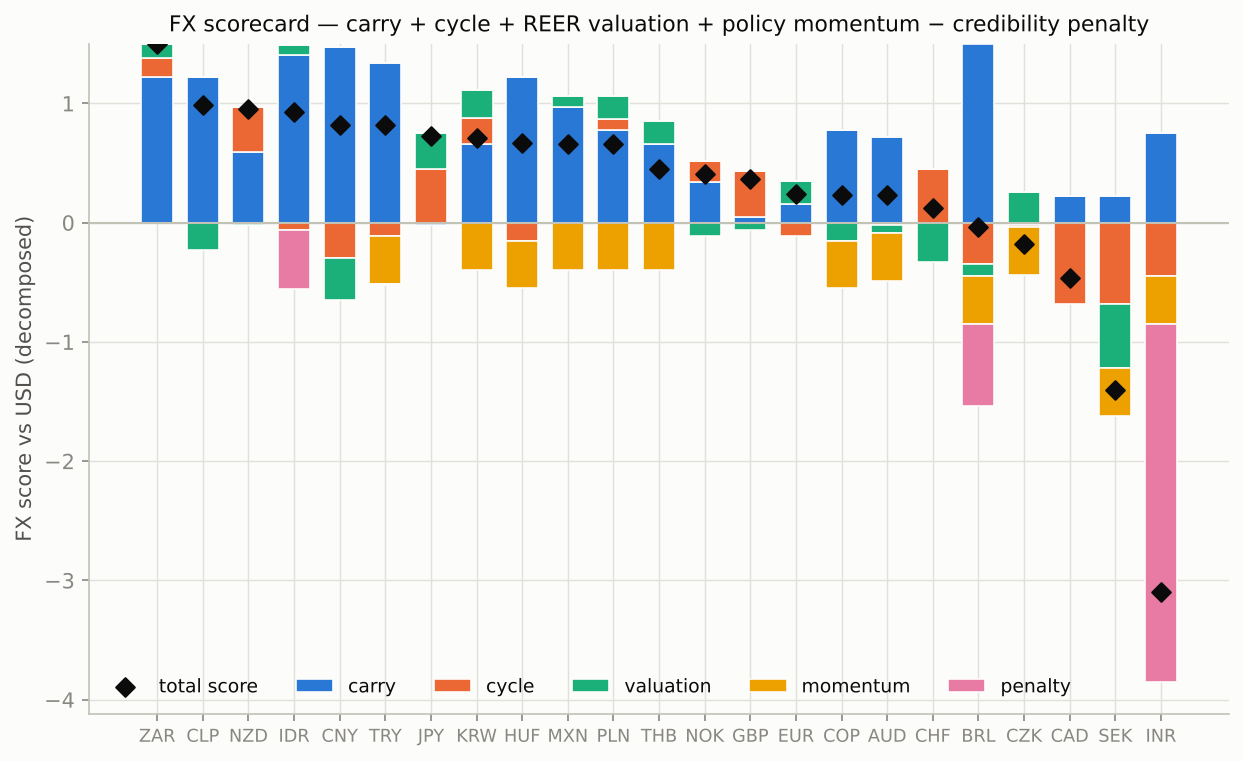 FX scorecard — carry + cycle + REER valuation + policy momentum − credibility penalty
FX score vs USD (decomposed)
1
0
−1
−2
−3
−4
total score carry cycle valuation momentum penalty
ZAR CLP NZD IDR CNY TRY JPY KRW HUF MXN PLN THB NOK GBP EUR COP AUD CHF BRL CZK CAD SEK INR